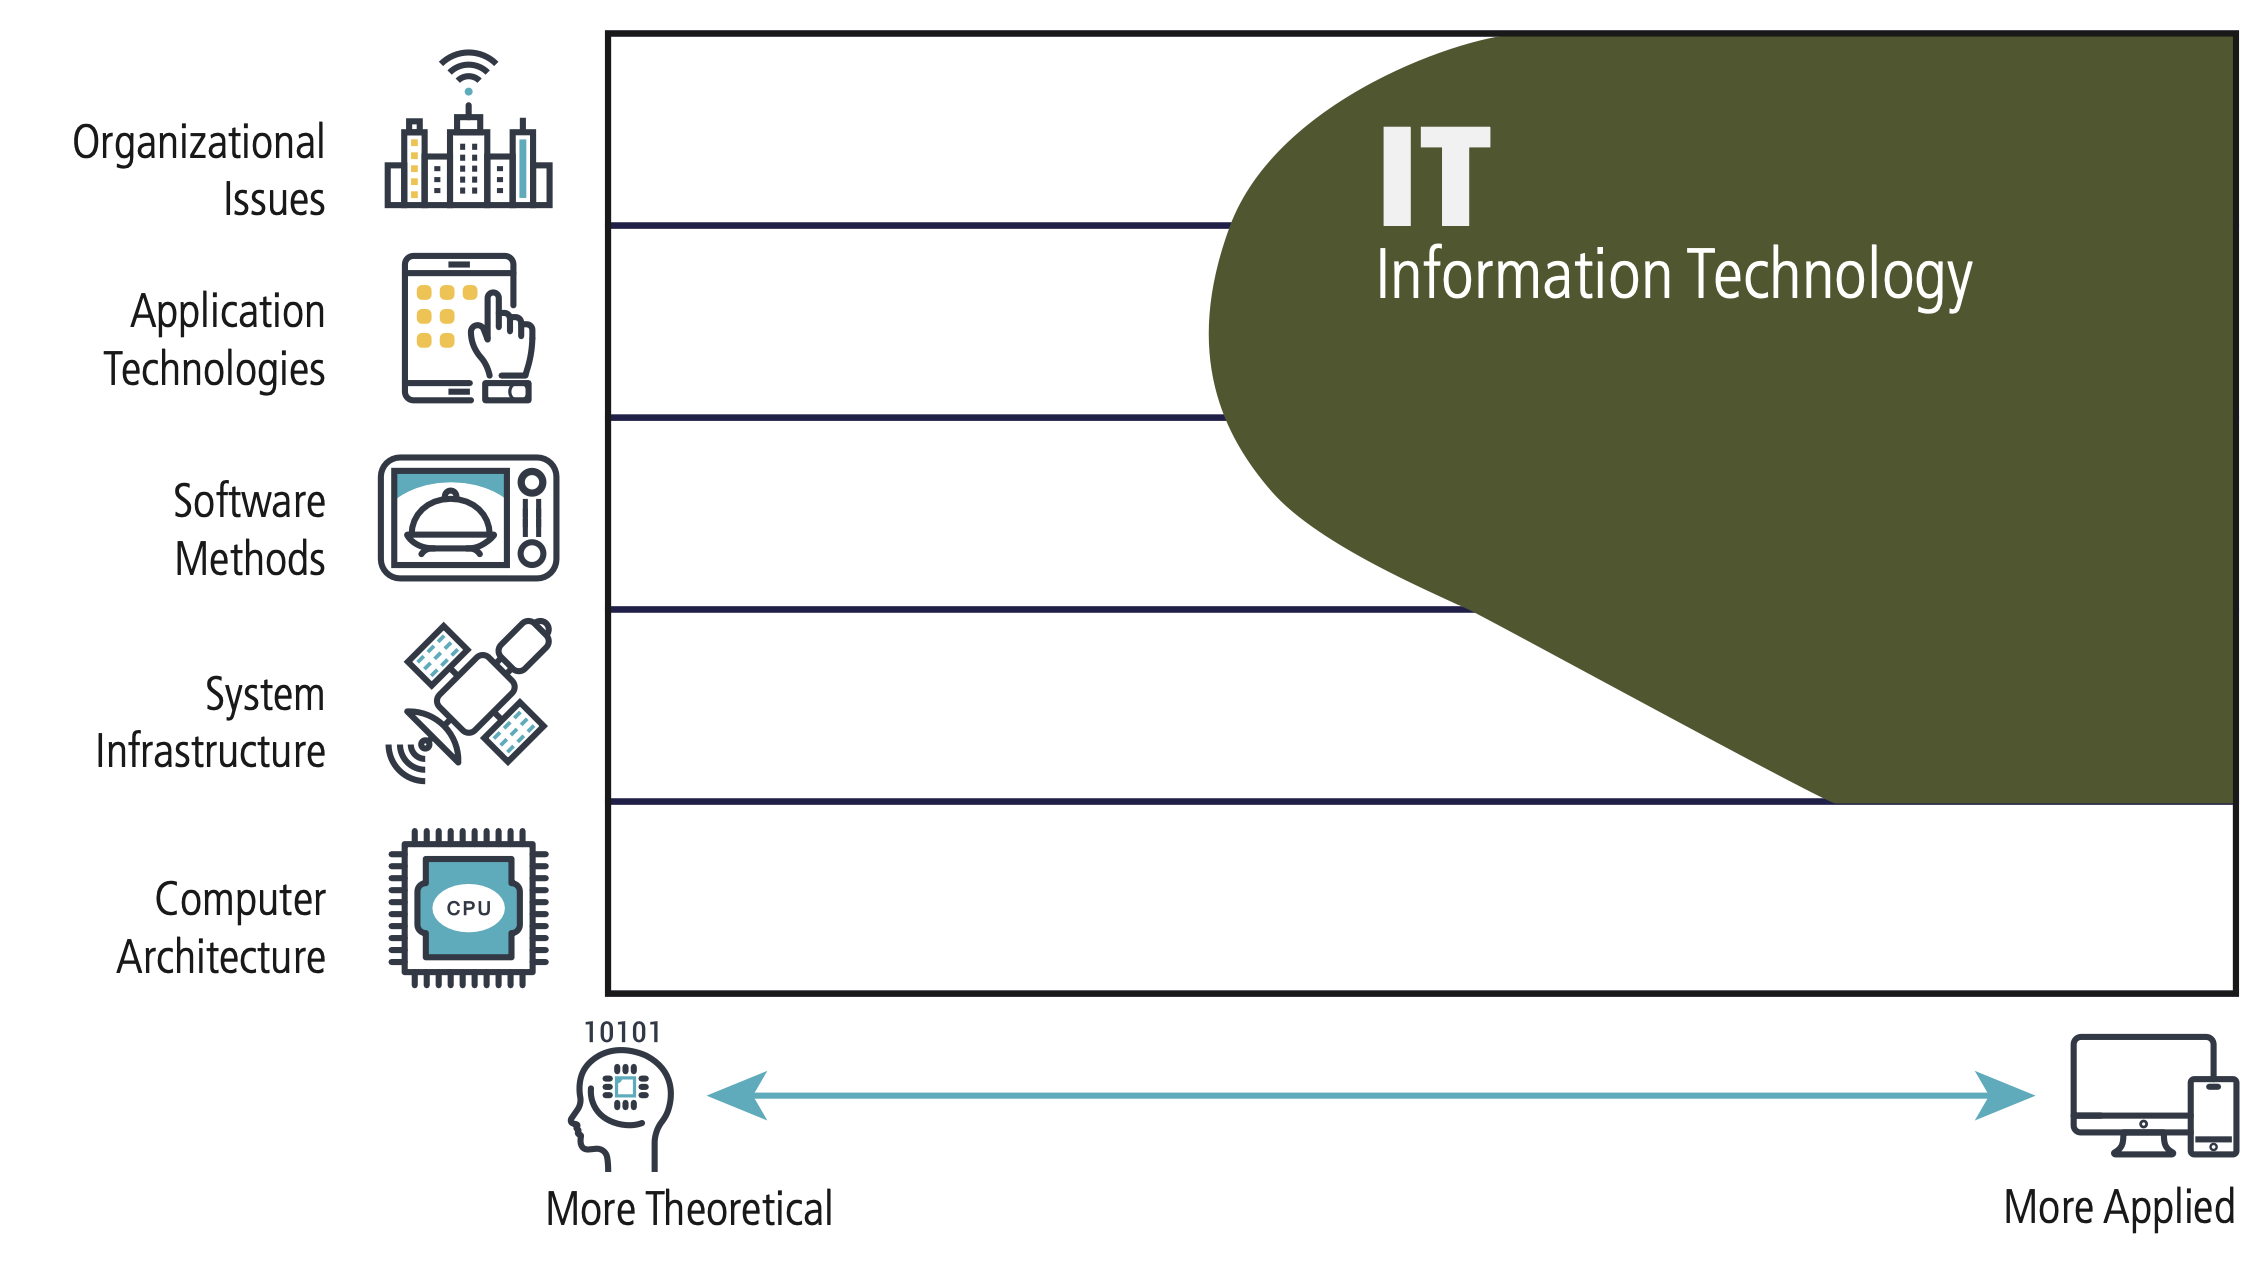 Organizational
Issues
IT
Information Technology
Application
Technologies
Software
Methods
System
Infrastructure
Computer
Architecture
CPU
10101
More Theoretical
More Applied